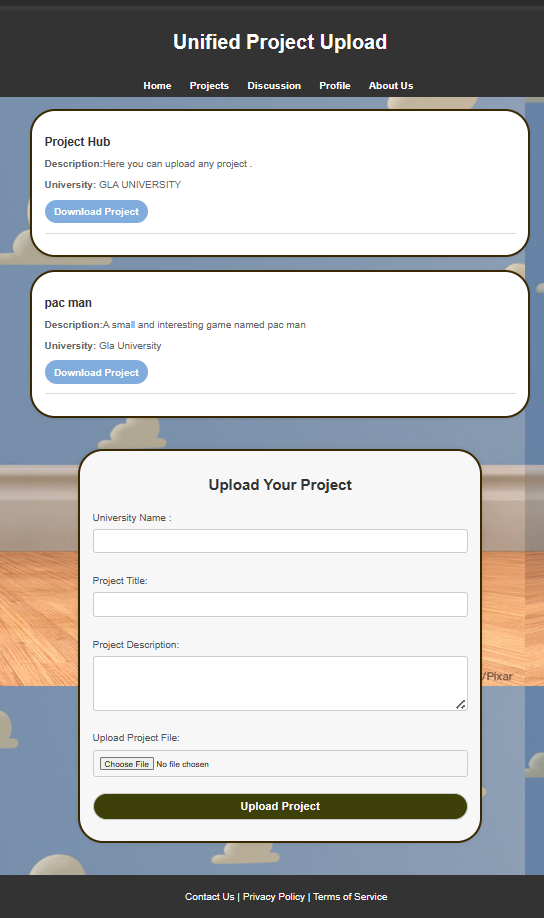 Unified Project Upload
Home Projects Discussion Profile About Us
Project Hub
Description:Here you can upload any project .
University: GLA UNIVERSITY
Download Project
pac man
Description:A small and interesting game named pac man
University: Gla University
Download Project
Upload Your Project
University Name :
Project Title:
Project Description:
/Pixar
Upload Project File:
Choose File No file chosen
Upload Project
Contact Us | Privacy Policy | Terms of Service